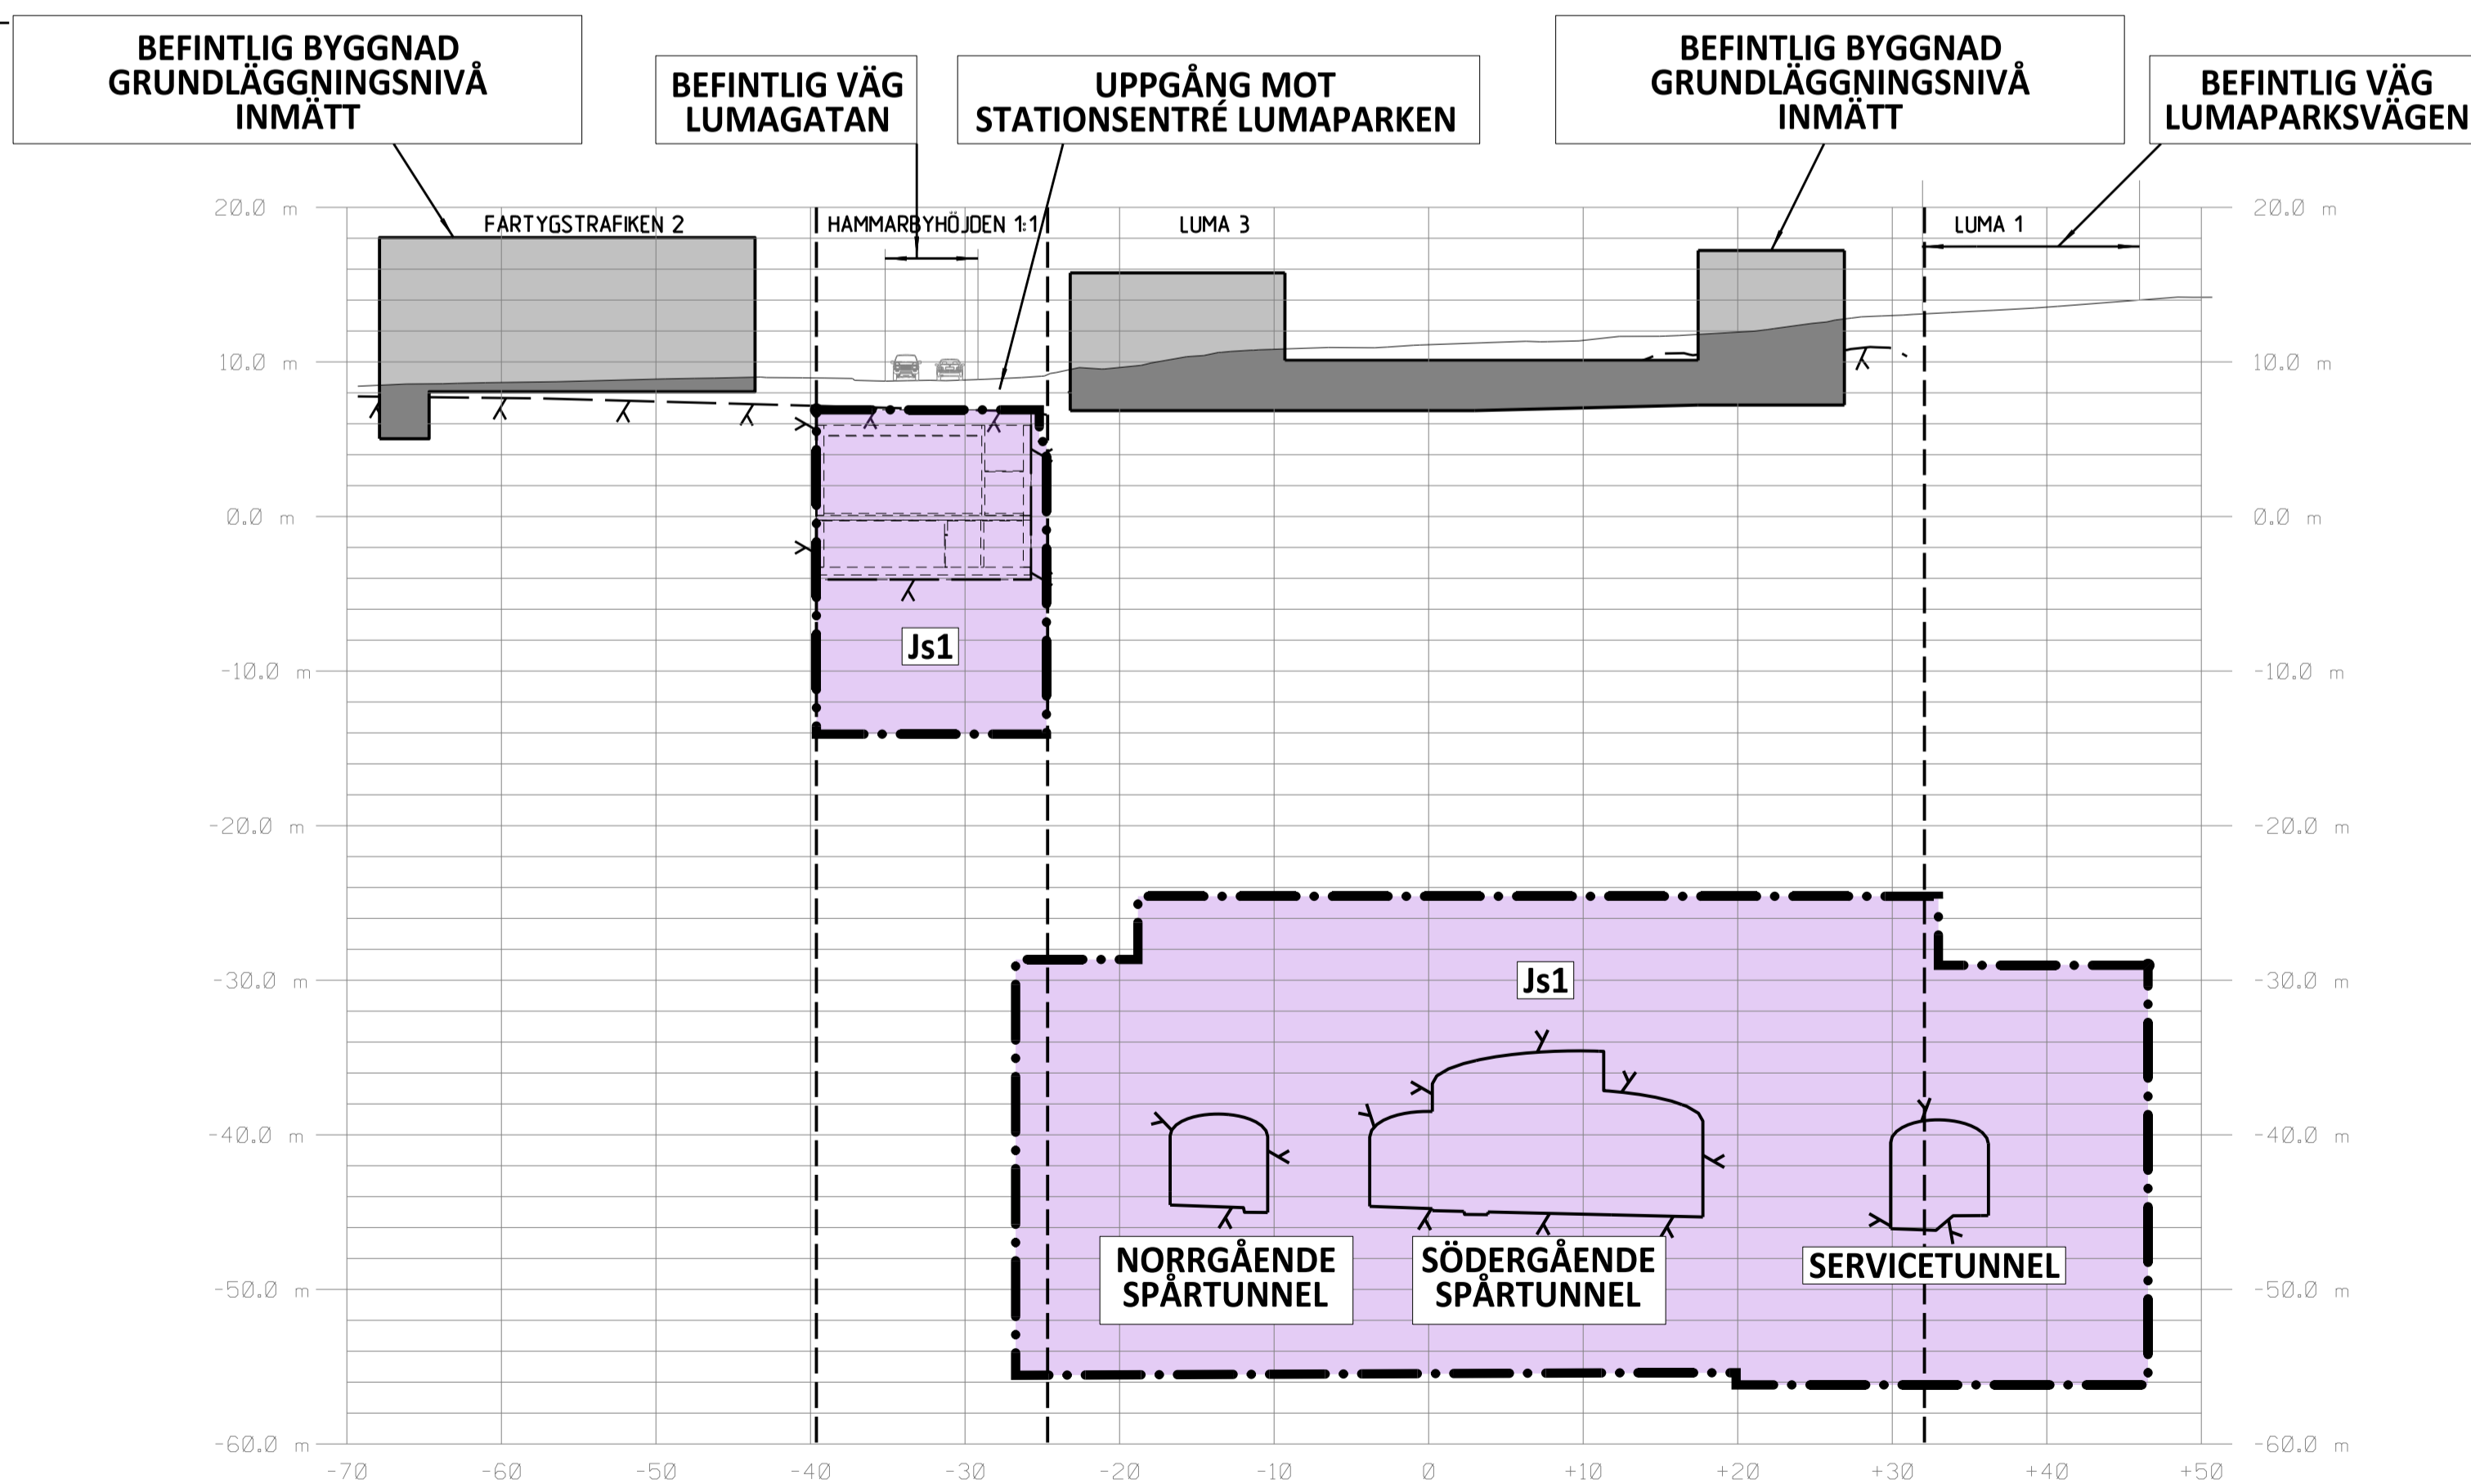 BEFINTLIG BYGGNAD
GRUNDLÄGGNINGSNIVÅ
INMÄTT
BEFINTLIG VÄG
LUMAGATAN
UPPGÅNG MOT
STATIONSENTRÉ LUMAPARKEN
BEFINTLIG BYGGNAD
GRUNDLÄGGNINGSNIVÅ
INMÄTT
BEFINTLIG VÄG
LUMAPARKSVÄGEN
20.0 m
FARTYGSTRAFIKEN 2
HAMMARBYHÖJDEN 1:1
LUMA 3
LUMA 1
20.0 m
10.0 m
10.0 m
0.0 m
0.0 m
Js1
-10.0 m
-10.0 m
-20.0 m
-20.0 m
Js1
-30.0 m
-30.0 m
-40.0 m
-40.0 m
NORRGÅENDE
SPÅRTUNNEL
SÖDERGÅENDE
SPÅRTUNNEL
SERVICETUNNEL
-50.0 m
-50.0 m
-60.0 m
-60.0 m
-70 -60 -50 -40 -30 -20 -10 0 +10 +20 +30 +40 +50